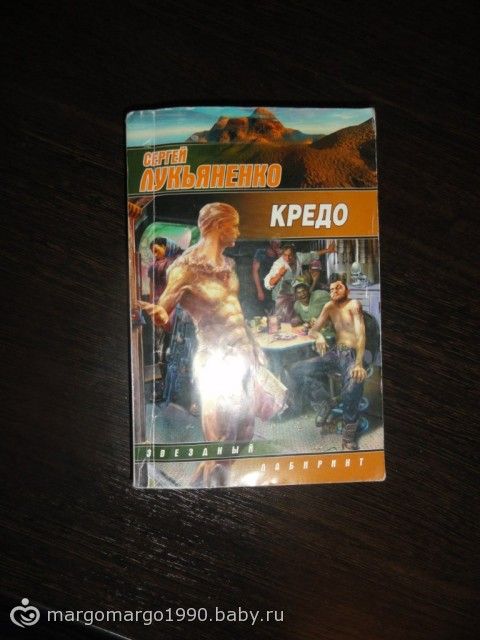 СЕРГЕЙ
ЛУКЬЯНЕНКО
КРЕДО
ЗВЕЗДНЫЙ
ЛАБИРИНТ
margomargo1990.baby.ru